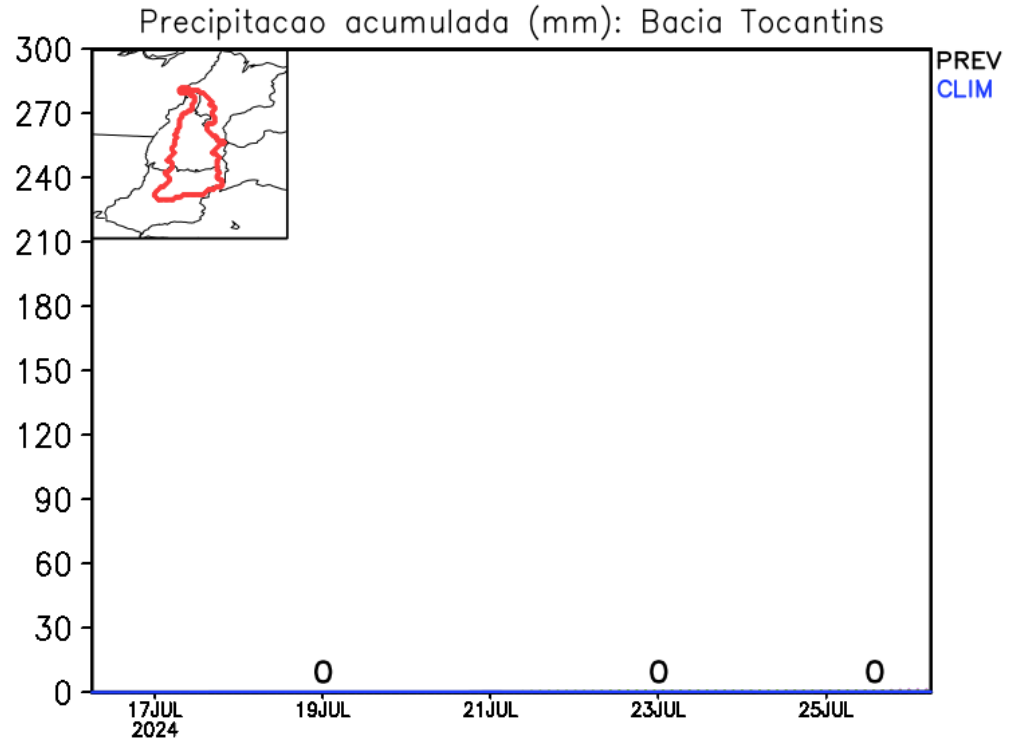 Precipitacao acumulada (mm): Bacia Tocantins
PREV
CLIM
300
270
240
210
180
150
120
90
60
30
0
0 0 0
17JUL 19JUL 21JUL 23JUL 25JUL
2024